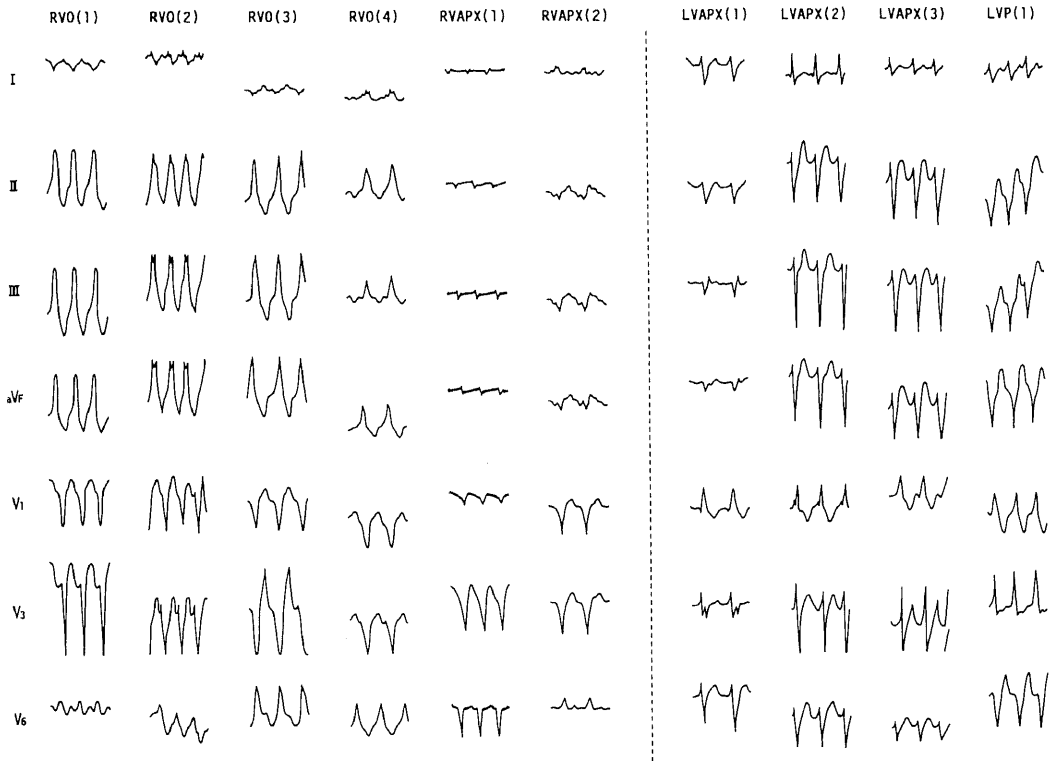 RVO(1) RVO(2) RVO(3) RVO(4) RVAPX(1) RVAPX(2) LVAPX(1) LVAPX(2) LVAPX(3) LVP(1)
I
II
III
aVF
V1
V3
V6